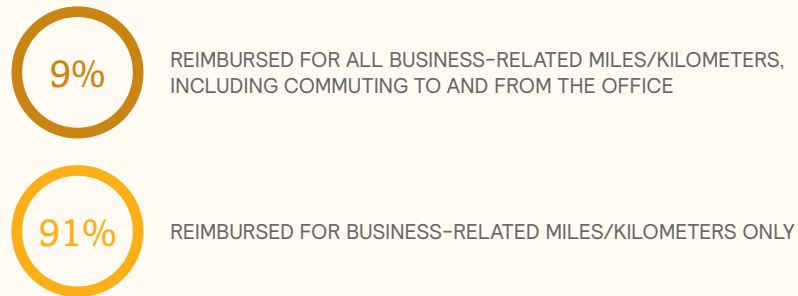 9%
REIMBURSED FOR ALL BUSINESS-RELATED MILES/KILOMETERS,
INCLUDING COMMUTING TO AND FROM THE OFFICE
91%
REIMBURSED FOR BUSINESS-RELATED MILES/KILOMETERS ONLY